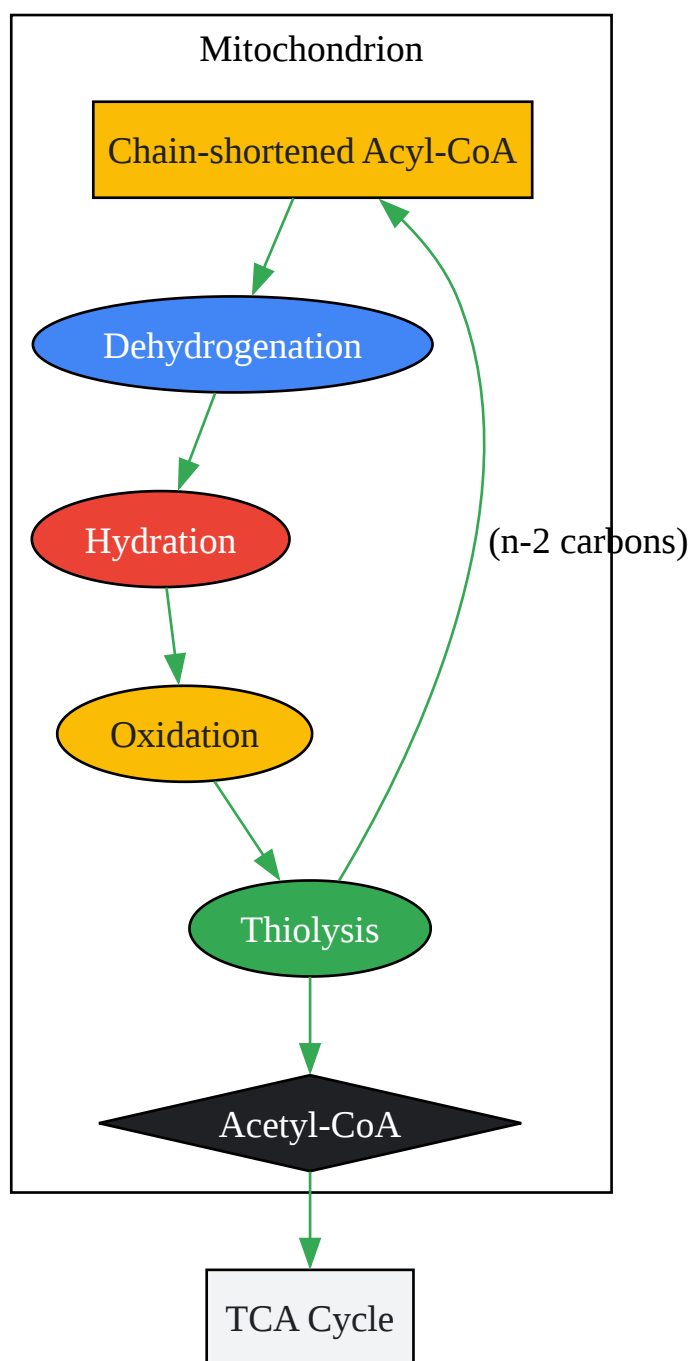 Mitochondrion
Chain-shortened Acyl-CoA
Dehydrogenation
Hydration
(n-2 carbons)
Oxidation
Thiolysis
Acetyl-CoA
TCA Cycle